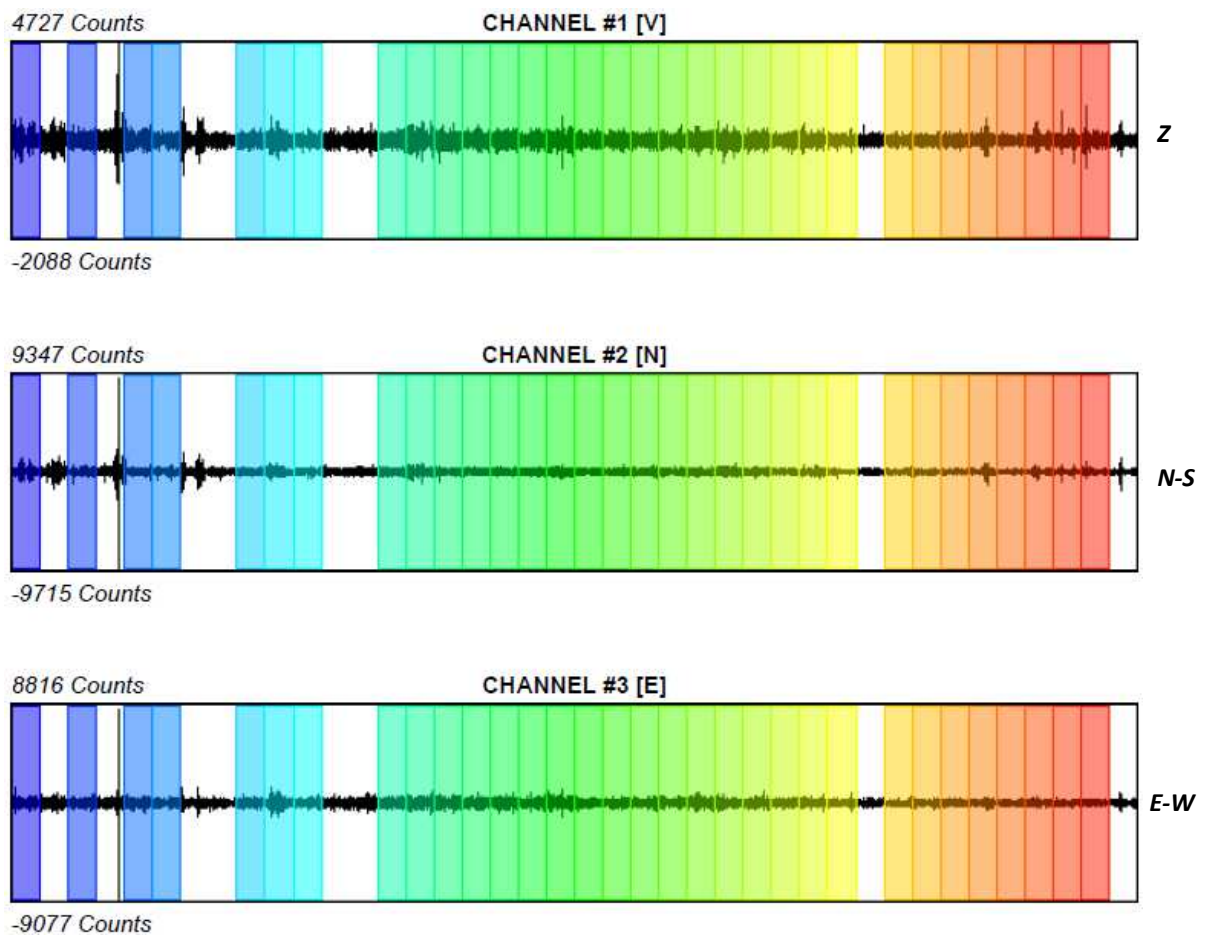 4727 Counts
CHANNEL #1 [V]
Z
-2088 Counts
9347 Counts
CHANNEL #2 [N]
N-S
-9715 Counts
8816 Counts
CHANNEL #3 [E]
E-W
-9077 Counts